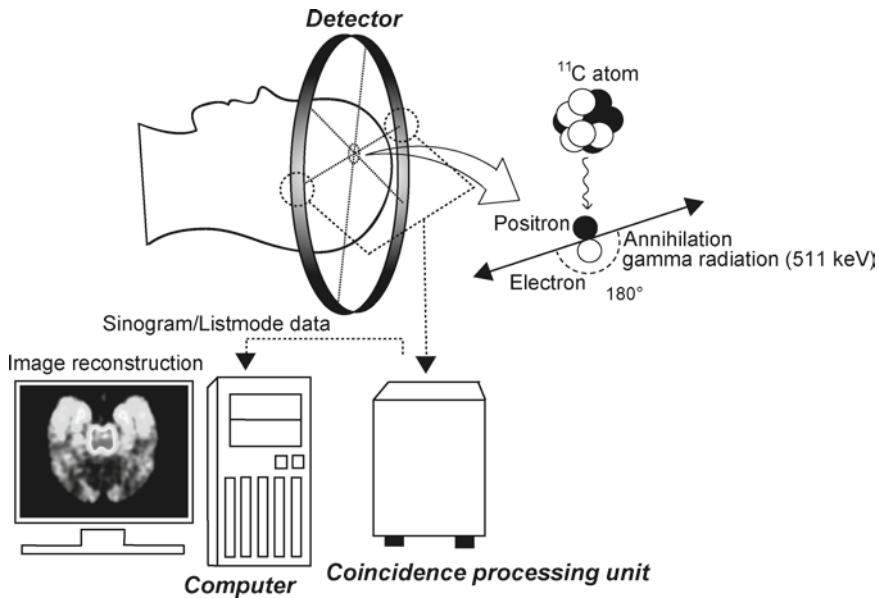 Detector
¹¹C atom
Positron
Annihilation
gamma radiation (511 keV)
Electron
180°
Sinogram/Listmode data
Image reconstruction
Computer
Coincidence processing unit